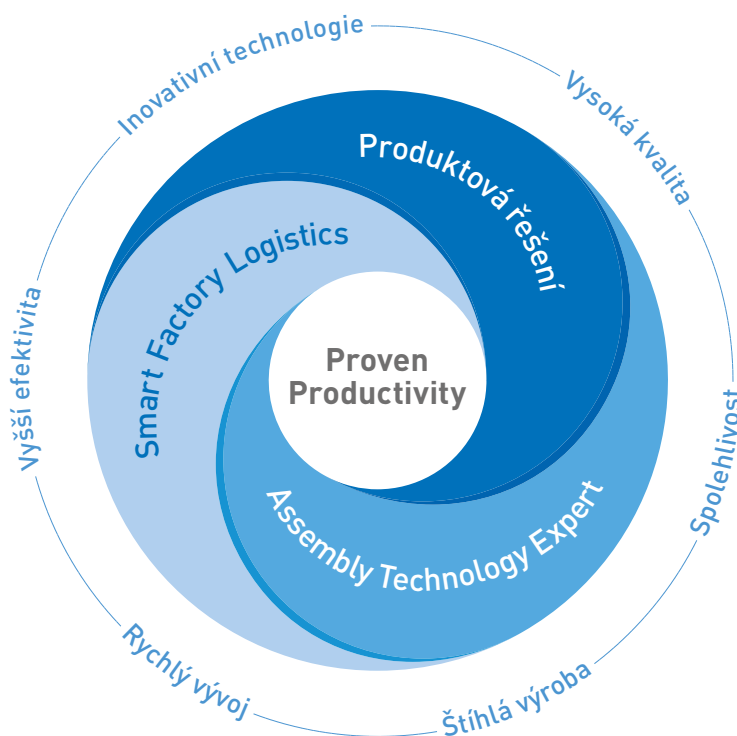 Inovativní technologie
Vysoká kvalita
Spolehlivost
Štíhlá výroba
Rychlý vývoj
Vyšší efektivita
Produktová řešení
Smart Factory Logistics
Assembly Technology Expert
Proven
Productivity